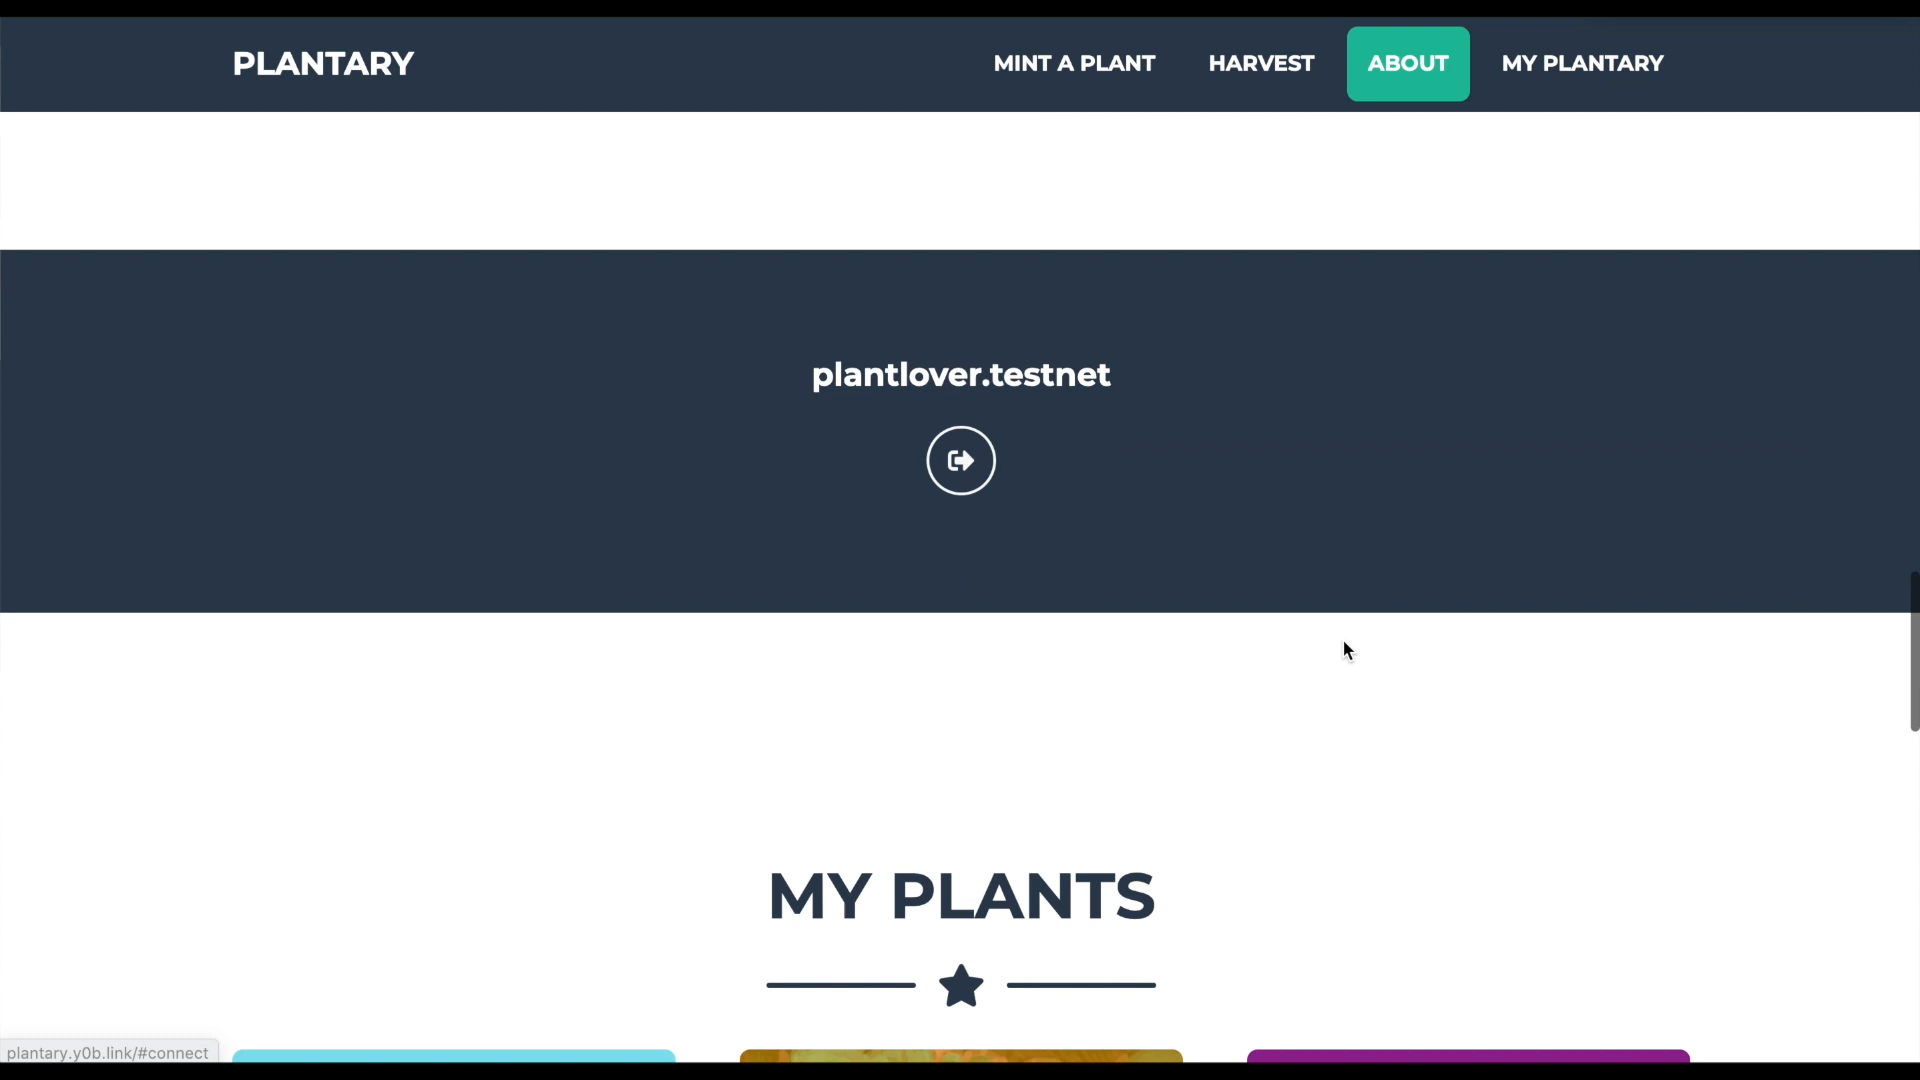 PLANTARY
MINT A PLANT
HARVEST
ABOUT
MY PLANTARY
plantlover.testnet
MY PLANTS
plantary.y0b.link/#connect